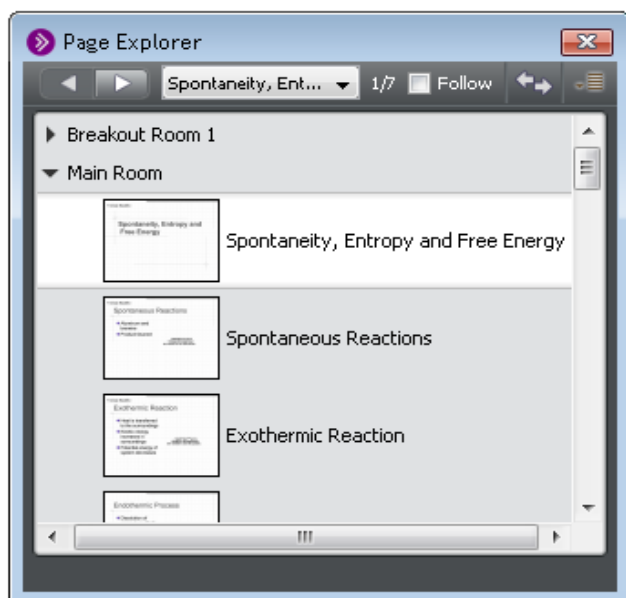 Page Explorer
Spontaneity, Ent... 1/7 Follow
Breakout Room 1
Main Room
Spontaneity, Entropy and
Free Energy
Spontaneity, Entropy and Free Energy
Spontaneous Reactions
Spontaneous Reactions
Exothermic Reaction
Exothermic Reaction
Endothermic Process